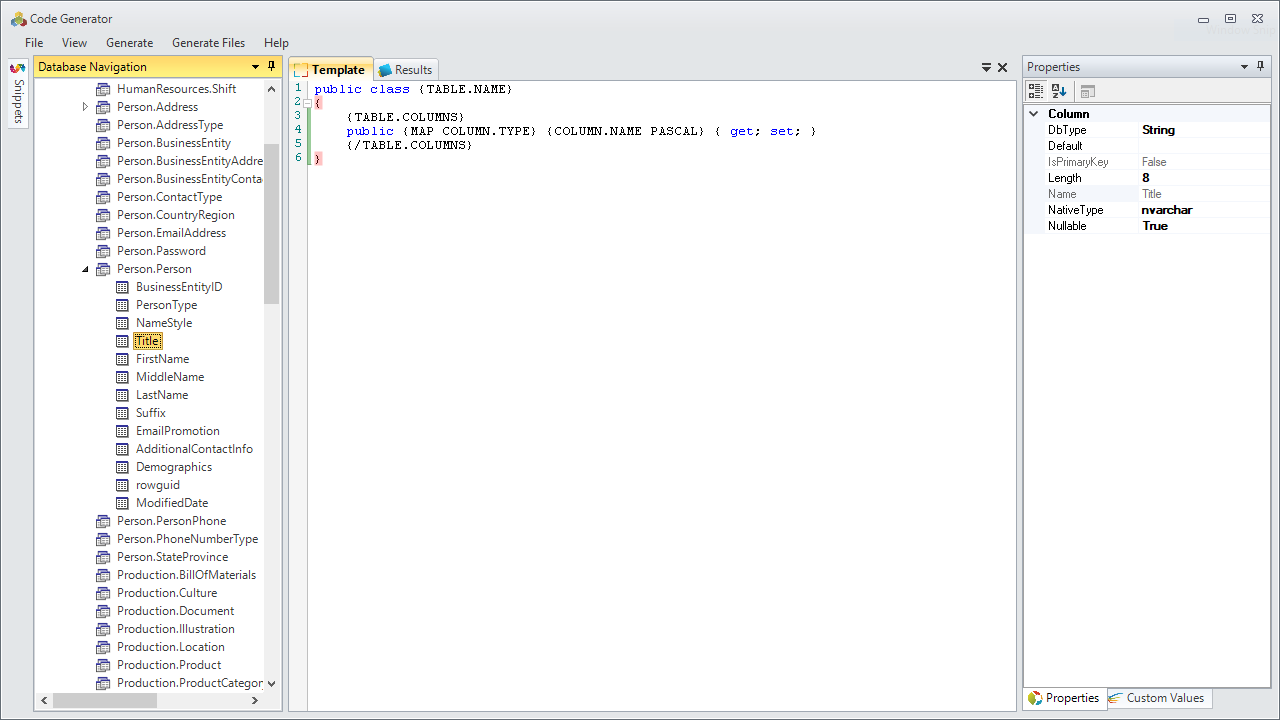 Code Generator
File View Generate Generate Files Help
Snippets
Database Navigation
HumanResources.Shift
Person.Address
Person.AddressType
Person.BusinessEntity
Person.BusinessEntityAddre
Person.BusinessEntityConta
Person.ContactType
Person.CountryRegion
Person.EmailAddress
Person.Password
Person.Person
BusinessEntityID
PersonType
NameStyle
Title
FirstName
MiddleName
LastName
Suffix
EmailPromotion
AdditionalContactInfo
Demographics
rowguid
ModifiedDate
Person.PersonPhone
Person.PhoneNumberType
Person.StateProvince
Production.BillOfMaterials
Production.Culture
Production.Document
Production.Illustration
Production.Location
Production.Product
Production.ProductCategory
Template Results
1 public class {TABLE.NAME}
2 {
3 {TABLE.COLUMNS}
4 public {MAP COLUMN.TYPE} {COLUMN.NAME PASCAL} { get; set; }
5 {/TABLE.COLUMNS}
6 }
Properties
Column
DbType String
Default
IsPrimaryKey False
Length 8
Name Title
NativeType nvarchar
Nullable True
Properties Custom Values